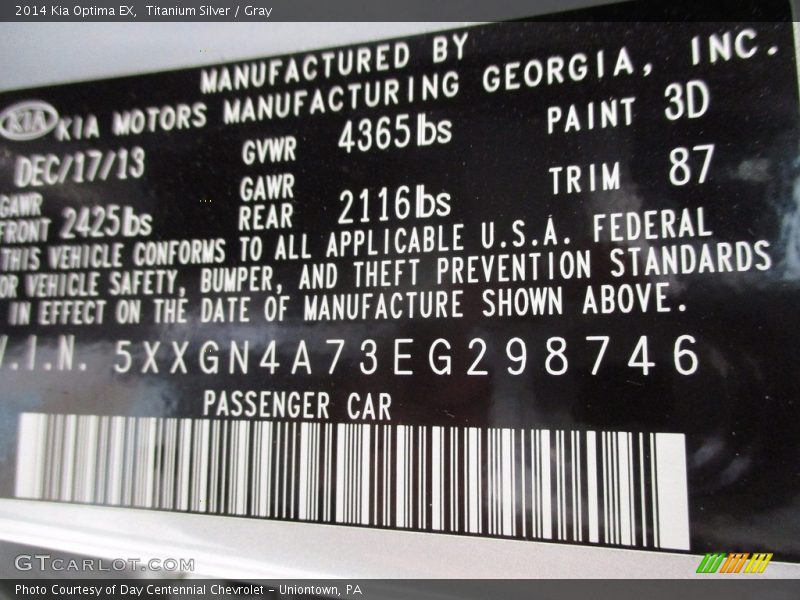 2014 Kia Optima EX, Titanium Silver / Gray
MANUFACTURED BY
KIA KIA MOTORS MANUFACTURING GEORGIA, INC.
DEC/17/13 GVWR 4365lbs PAINT 3D
GAWR FRONT 2425lbs GAWR REAR 2116lbs TRIM 87
THIS VEHICLE CONFORMS TO ALL APPLICABLE U.S.A. FEDERAL
OR VEHICLE SAFETY, BUMPER, AND THEFT PREVENTION STANDARDS
IN EFFECT ON THE DATE OF MANUFACTURE SHOWN ABOVE.
V.I.N. 5XXGN4A73EG298746
PASSENGER CAR
GTCARLOT.COM
Photo Courtesy of Day Centennial Chevrolet - Uniontown, PA